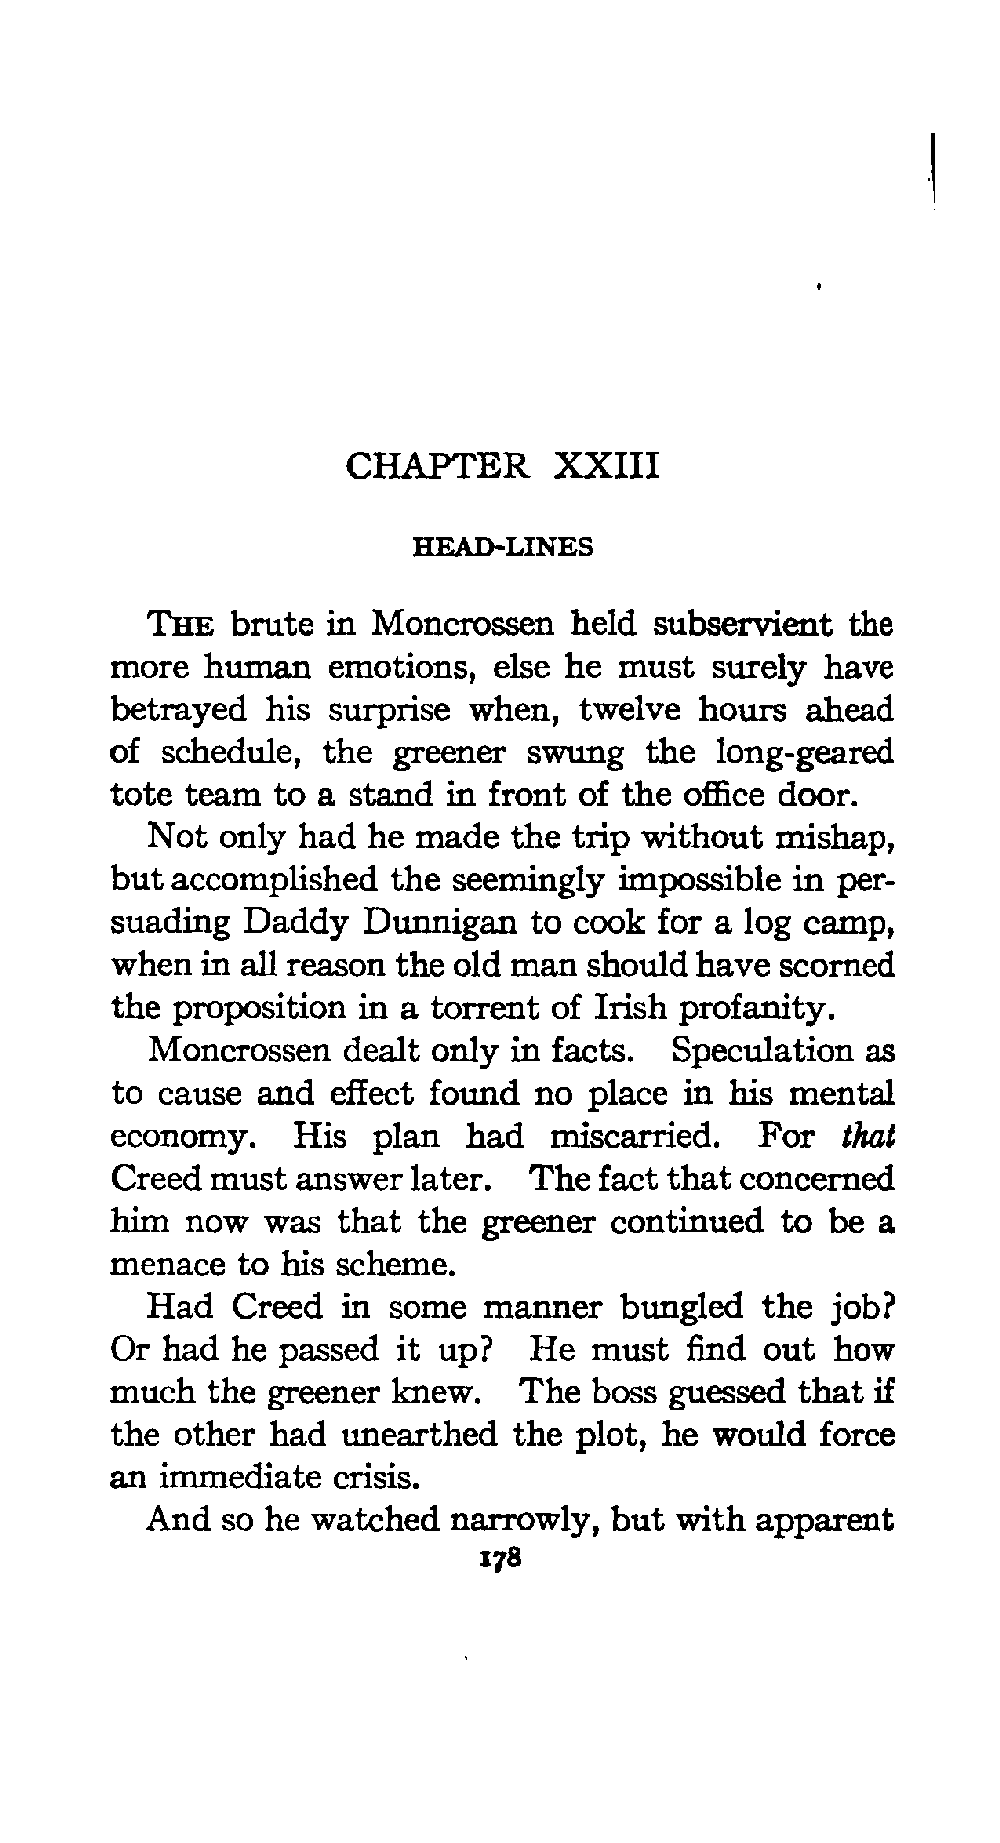 CHAPTER XXIII
HEAD-LINES
THE brute in Moncrossen held subservient the
more human emotions, else he must surely have
betrayed his surprise when, twelve hours ahead
of schedule, the greener swung the long-geared
tote team to a stand in front of the office door.
Not only had he made the trip without mishap,
but accomplished the seemingly impossible in per-
suading Daddy Dunnigan to cook for a log camp,
when in all reason the old man should have scorned
the proposition in a torrent of Irish profanity.
Moncrossen dealt only in facts. Speculation as
to cause and effect found no place in his mental
economy. His plan had miscarried. For that
Creed must answer later. The fact that concerned
him now was that the greener continued to be a
menace to his scheme.
Had Creed in some manner bungled the job?
Or had he passed it up? He must find out how
much the greener knew. The boss guessed that if
the other had unearthed the plot, he would force
an immediate crisis.
And so he watched narrowly, but with apparent
178